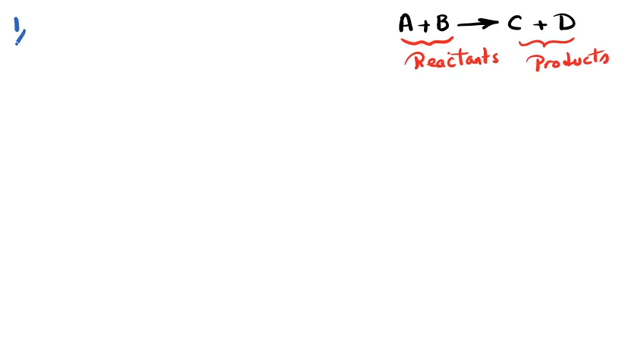 1,
A + B → C + D
Reactants Products